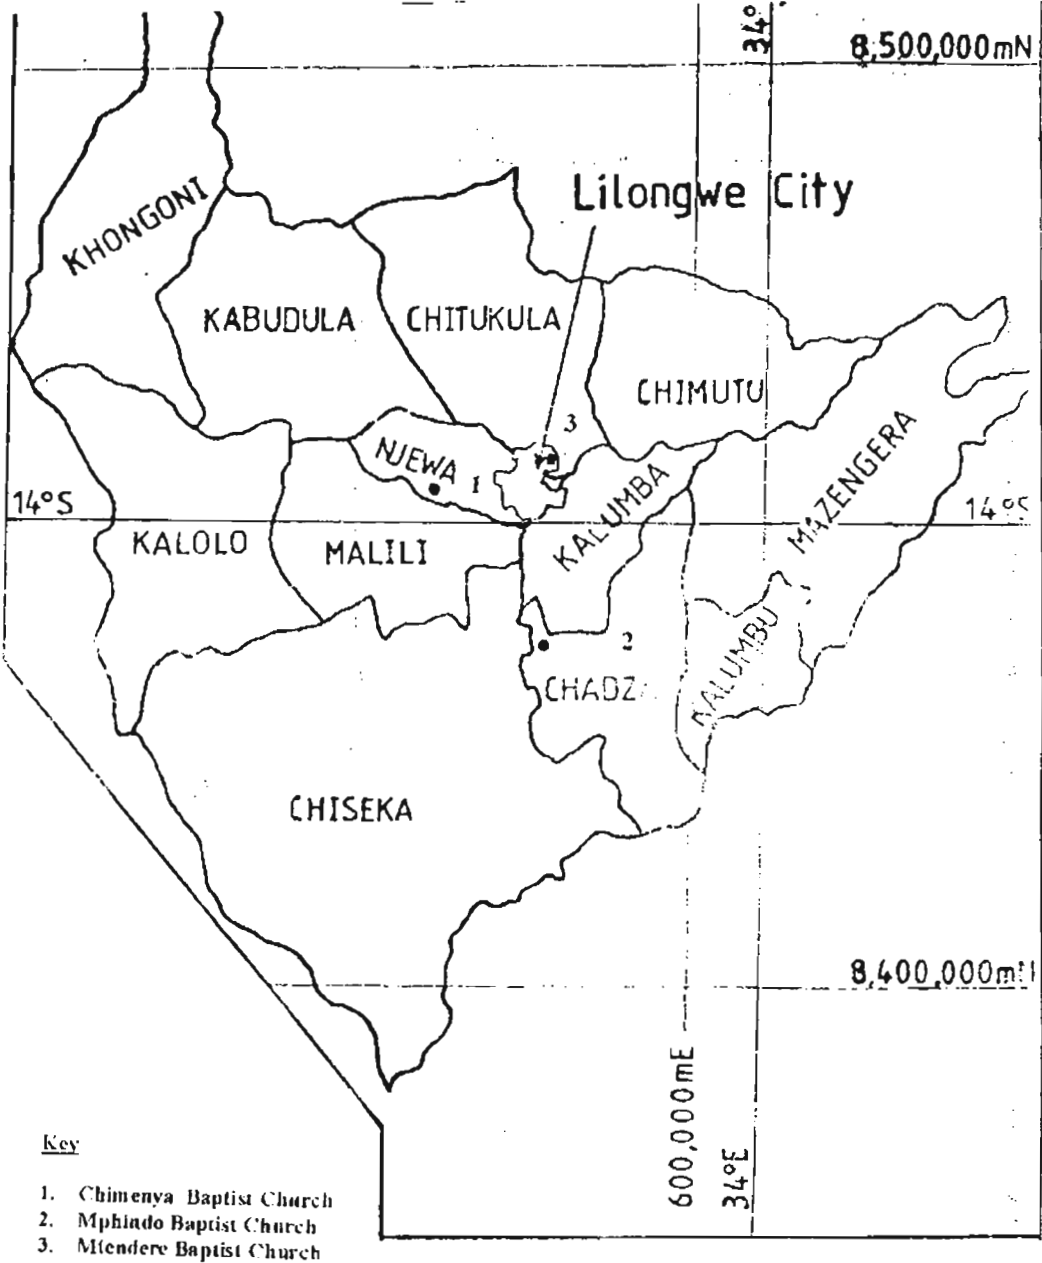 34°
8,500,000mN
Lilongwe City
KHONGONI
KABUDULA
CHITUKULA
CHIMUTU
3
NJEWA
1
KALUMBA
MAZENGERA
14°S
14°S
KALOLO
MALILI
KALUMBU
2
CHADZA
CHISEKA
8,400,000mN
600,000mE
34°E
Key
1. Chimenya Baptist Church
2. Mphindo Baptist Church
3. Mtendere Baptist Church